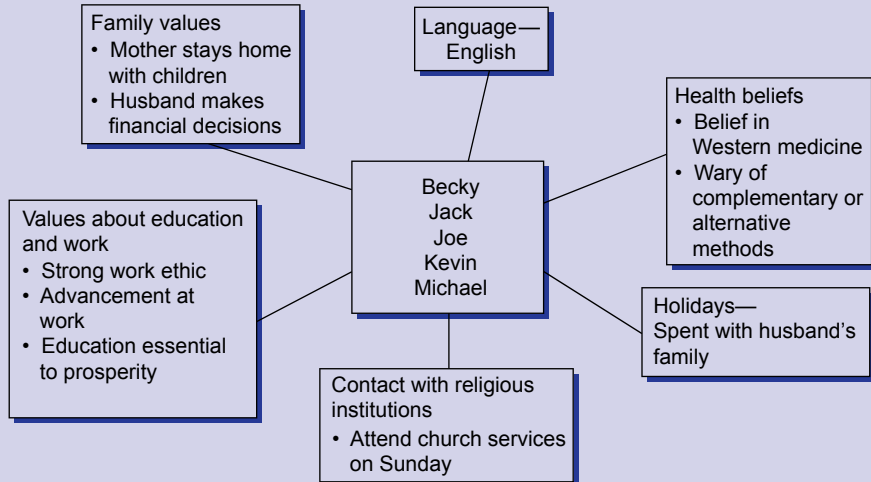 Family values
• Mother stays home
with children
• Husband makes
financial decisions
Language—
English
Health beliefs
• Belief in
Western medicine
• Wary of
complementary or
alternative
methods
Becky
Jack
Joe
Kevin
Michael
Values about education
and work
• Strong work ethic
• Advancement at
work
• Education essential
to prosperity
Holidays—
Spent with husband’s
family
Contact with religious
institutions
• Attend church services
on Sunday